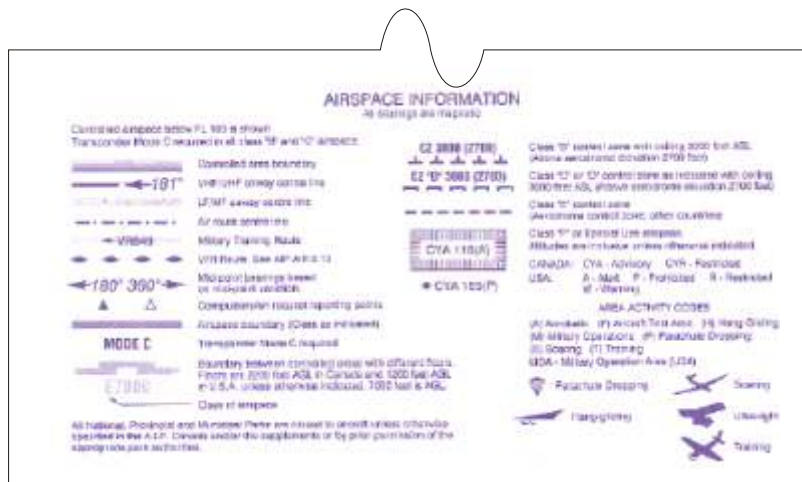 AIRSPACE INFORMATION
All bearings are magnetic
Controlled airspace below FL 180 is shown
Transponder Mode C required in all class "B" and "C" airspace.
Controlled area boundary
181°
VHF/UHF airway centre line
LF/MF airway centre line
Air route centre line
Military Training Route
VFR Route. See AIP
180° 360°
Mid-point bearings based
on mid-point variation
Compulsory/on request reporting points
Airspace boundary (Class as indicated)
MODE C
Transponder Mode C required
Boundary between controlled areas with different floors.
Floors are 2200 feet AGL in Canada and 1200 feet AGL
in U.S.A. unless otherwise indicated.
Class of airspace
All National, Provincial and Municipal Parks are closed to aircraft unless otherwise
specified in the A.I.P. Canada and/or the supplements or by prior permission of the
appropriate park authorities.
CZ 3000 (2700)
Class "B" control zone with ceiling 3000 feet ASL
(Above aerodrome elevation 2700 feet)
CZ "D" 3000 (2700)
Class "C" or "D" control zone as indicated with ceiling
3000 feet ASL (Above aerodrome elevation 2700 feet)
Class "E" control zone
(Aerodrome control zone, other countries)
CYA 118(A)
Class "F" or Special Use airspace
Altitudes are inclusive unless otherwise indicated
CYA 163(P)
CANADA: CYA - Advisory CYR - Restricted
USA: A - Alert P - Prohibited R - Restricted
W - Warning
AREA ACTIVITY CODES
(A) Aerobatic (F) Aircraft Test Area (H) Hang Gliding
(M) Military Operations (P) Parachute Dropping
(S) Soaring (T) Training
MOA - Military Operation Area (USA)
Parachute Dropping
Soaring
Hang-gliding
Ultralight
Training